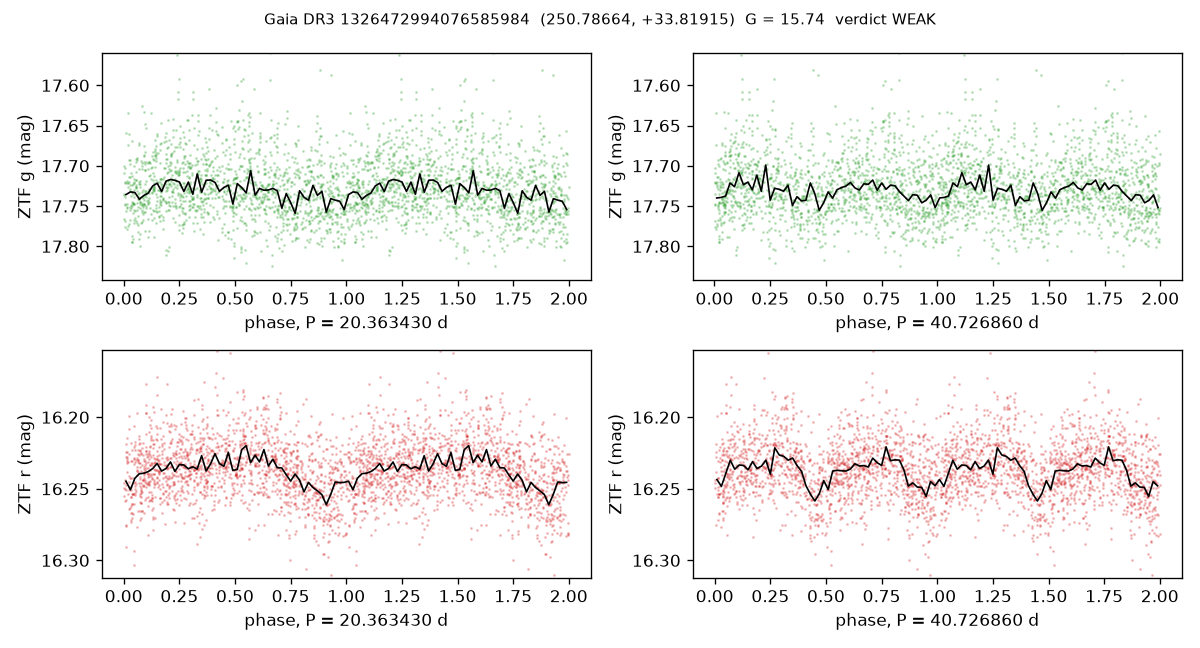 Gaia DR3 1326472994076585984  (250.78664, +33.81915)  G = 15.74  verdict WEAK
ZTF g (mag)
17.60
17.65
17.70
17.75
17.80
0.00 0.25 0.50 0.75 1.00 1.25 1.50 1.75 2.00
phase, P = 20.363430 d
ZTF g (mag)
17.60
17.65
17.70
17.75
17.80
0.00 0.25 0.50 0.75 1.00 1.25 1.50 1.75 2.00
phase, P = 40.726860 d
ZTF r (mag)
16.20
16.25
16.30
0.00 0.25 0.50 0.75 1.00 1.25 1.50 1.75 2.00
phase, P = 20.363430 d
ZTF r (mag)
16.20
16.25
16.30
0.00 0.25 0.50 0.75 1.00 1.25 1.50 1.75 2.00
phase, P = 40.726860 d